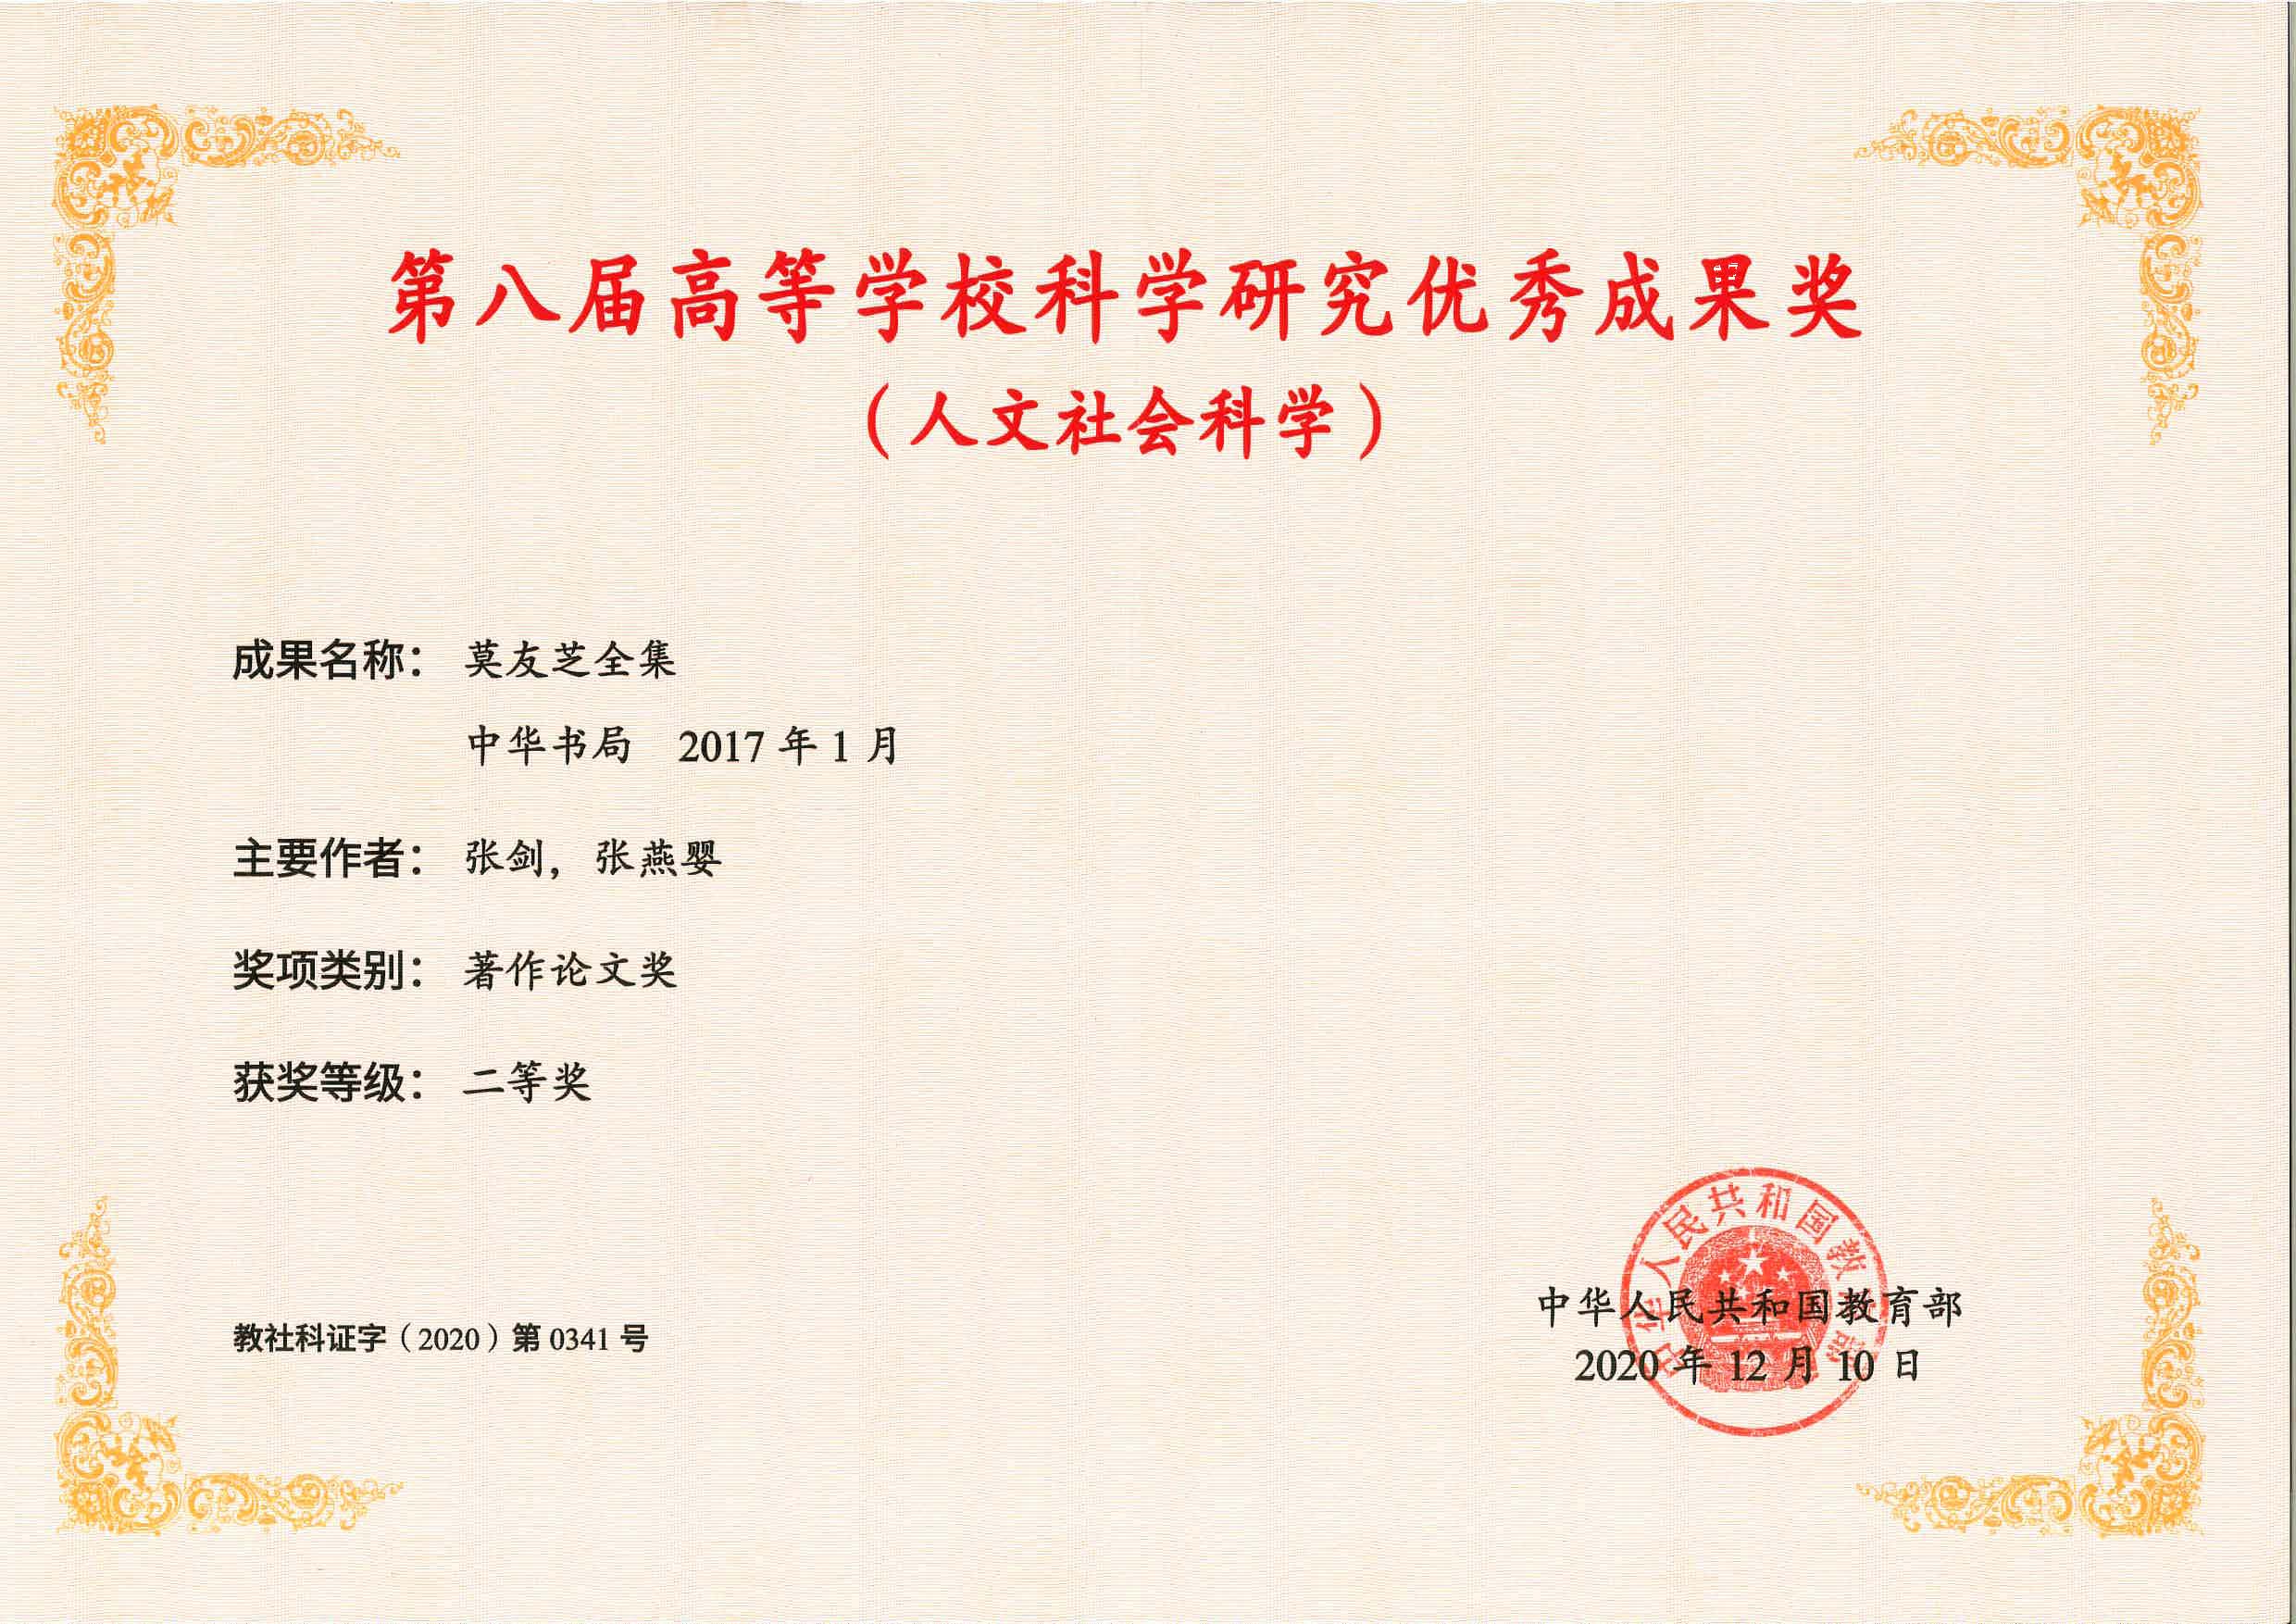 第八届高等学校科学研究优秀成果奖
（人文社会科学）
成果名称： 莫友芝全集
中华书局 2017 年 1 月
主要作者： 张剑，张燕婴
奖项类别： 著作论文奖
获奖等级： 二等奖
教社科证字（2020）第 0341 号
中华人民共和国教育部
中华人民共和国教育部
2020 年 12 月 10 日